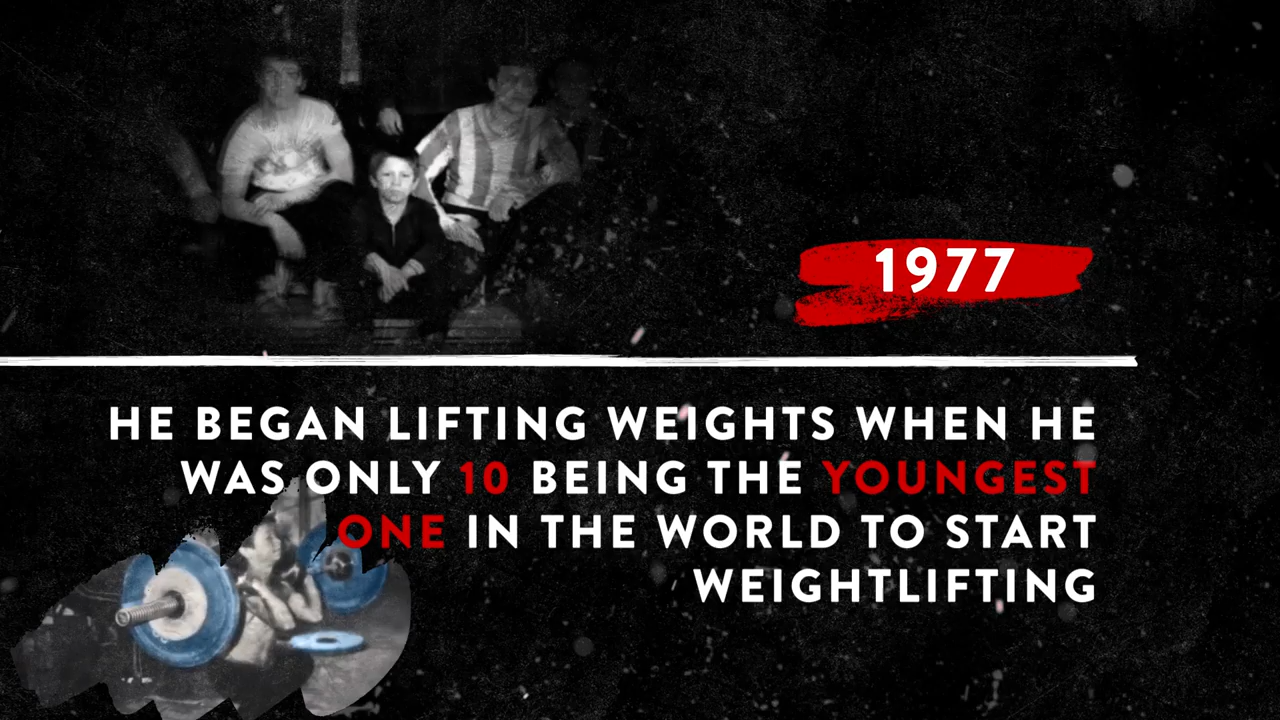 1977
HE BEGAN LIFTING WEIGHTS WHEN HE
WAS ONLY 10 BEING THE YOUNGEST
ONE IN THE WORLD TO START
WEIGHTLIFTING